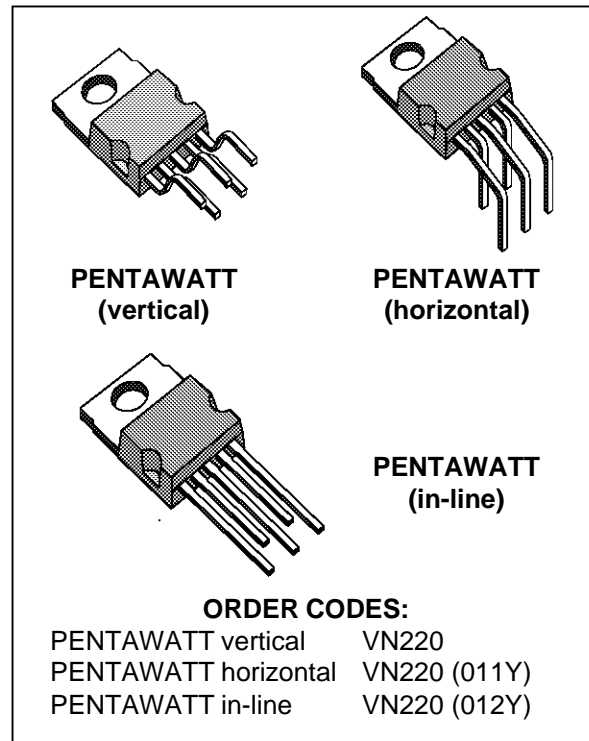 PENTAWATT
(vertical)
PENTAWATT
(horizontal)
PENTAWATT
(in-line)
ORDER CODES:
PENTAWATT vertical VN220
PENTAWATT horizontal VN220 (011Y)
PENTAWATT in-line VN220 (012Y)